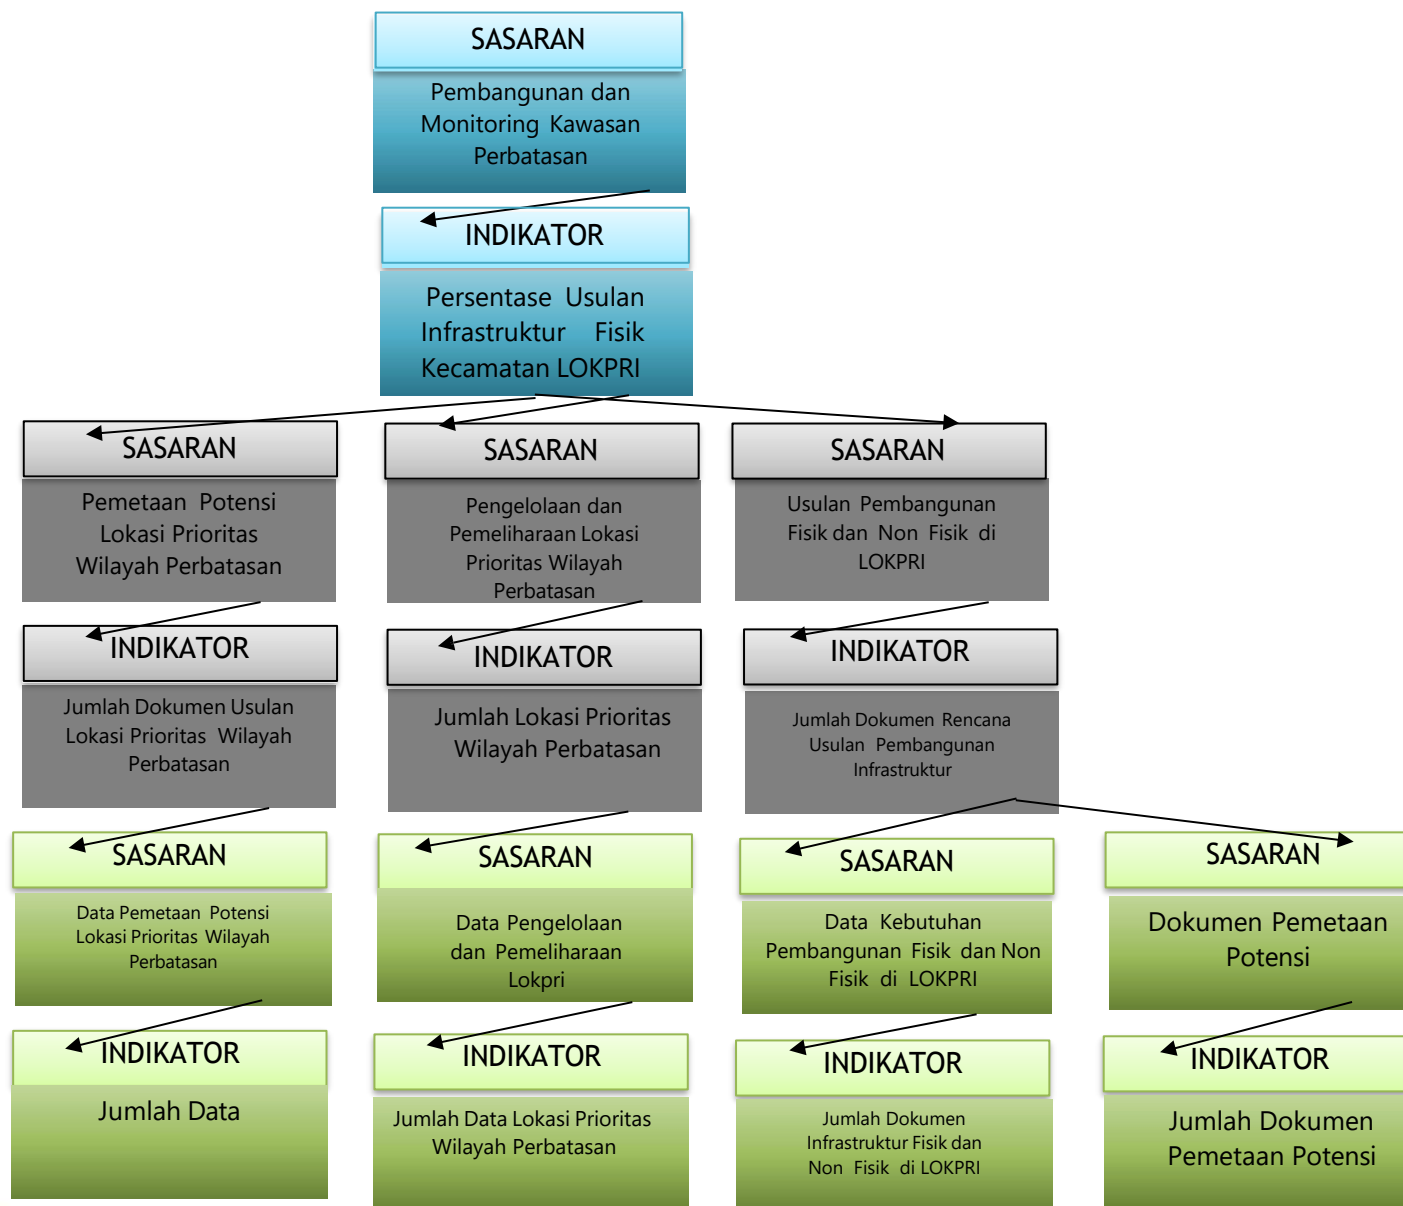 SASARAN
Pembangunan dan
Monitoring Kawasan
Perbatasan
INDIKATOR
Persentase Usulan
Infrastruktur Fisik
Kecamatan LOKPRI
SASARAN
Pemetaan Potensi
Lokasi Prioritas
Wilayah Perbatasan
SASARAN
Pengelolaan dan
Pemeliharaan Lokasi
Prioritas Wilayah
Perbatasan
SASARAN
Usulan Pembangunan
Fisik dan Non Fisik di
LOKPRI
INDIKATOR
Jumlah Dokumen Usulan
Lokasi Prioritas Wilayah
Perbatasan
INDIKATOR
Jumlah Lokasi Prioritas
Wilayah Perbatasan
INDIKATOR
Jumlah Dokumen Rencana
Usulan Pembangunan
Infrastruktur
SASARAN
Data Pemetaan Potensi
Lokasi Prioritas Wilayah
Perbatasan
SASARAN
Data Pengelolaan
dan Pemeliharaan
Lokpri
SASARAN
Data Kebutuhan
Pembangunan Fisik dan Non
Fisik di LOKPRI
SASARAN
Dokumen Pemetaan
Potensi
INDIKATOR
Jumlah Data
INDIKATOR
Jumlah Data Lokasi Prioritas
Wilayah Perbatasan
INDIKATOR
Jumlah Dokumen
Infrastruktur Fisik dan
Non Fisik di LOKPRI
INDIKATOR
Jumlah Dokumen
Pemetaan Potensi